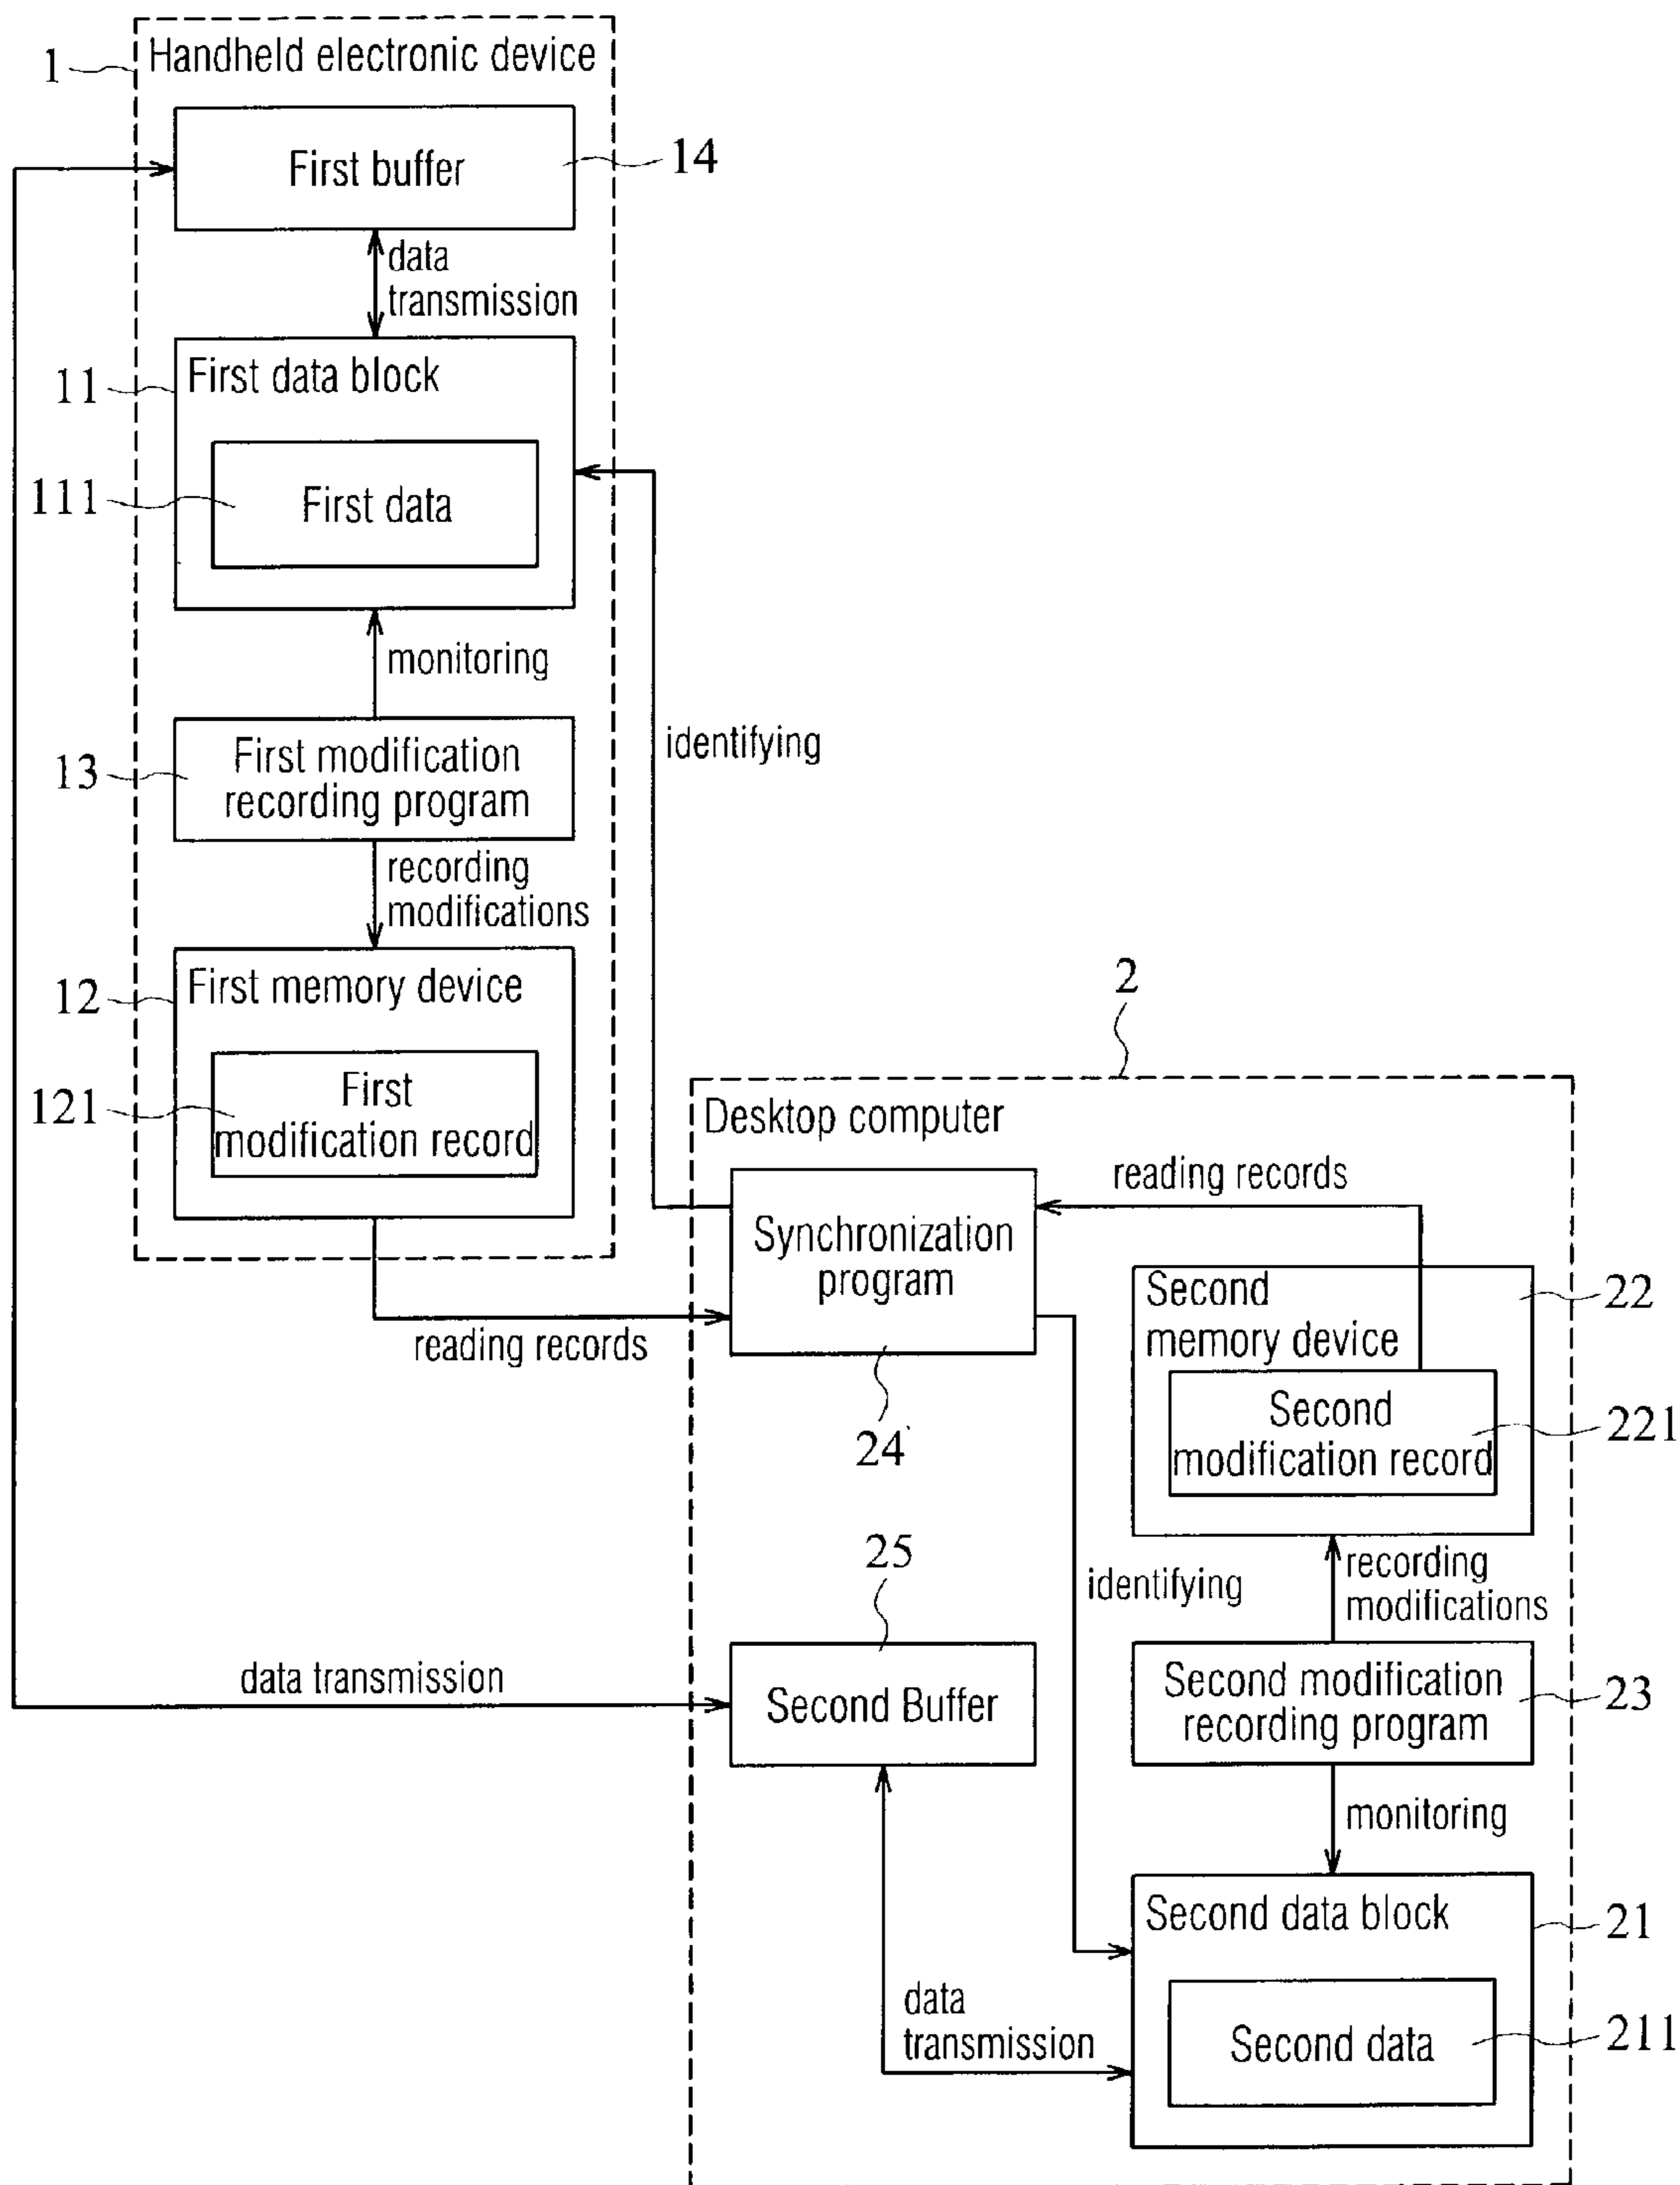 1
Handheld electronic device
First buffer
14
data
transmission
11
First data block
111
First data
monitoring
13
First modification
recording program
identifying
recording
modifications
12
First memory device
121
First
modification record
2
Desktop computer
reading records
Synchronization
program
reading records
24
Second
memory device
22
Second
modification record
221
25
identifying
recording
modifications
data transmission
Second Buffer
Second modification
recording program
23
monitoring
Second data block
21
data
transmission
Second data
211